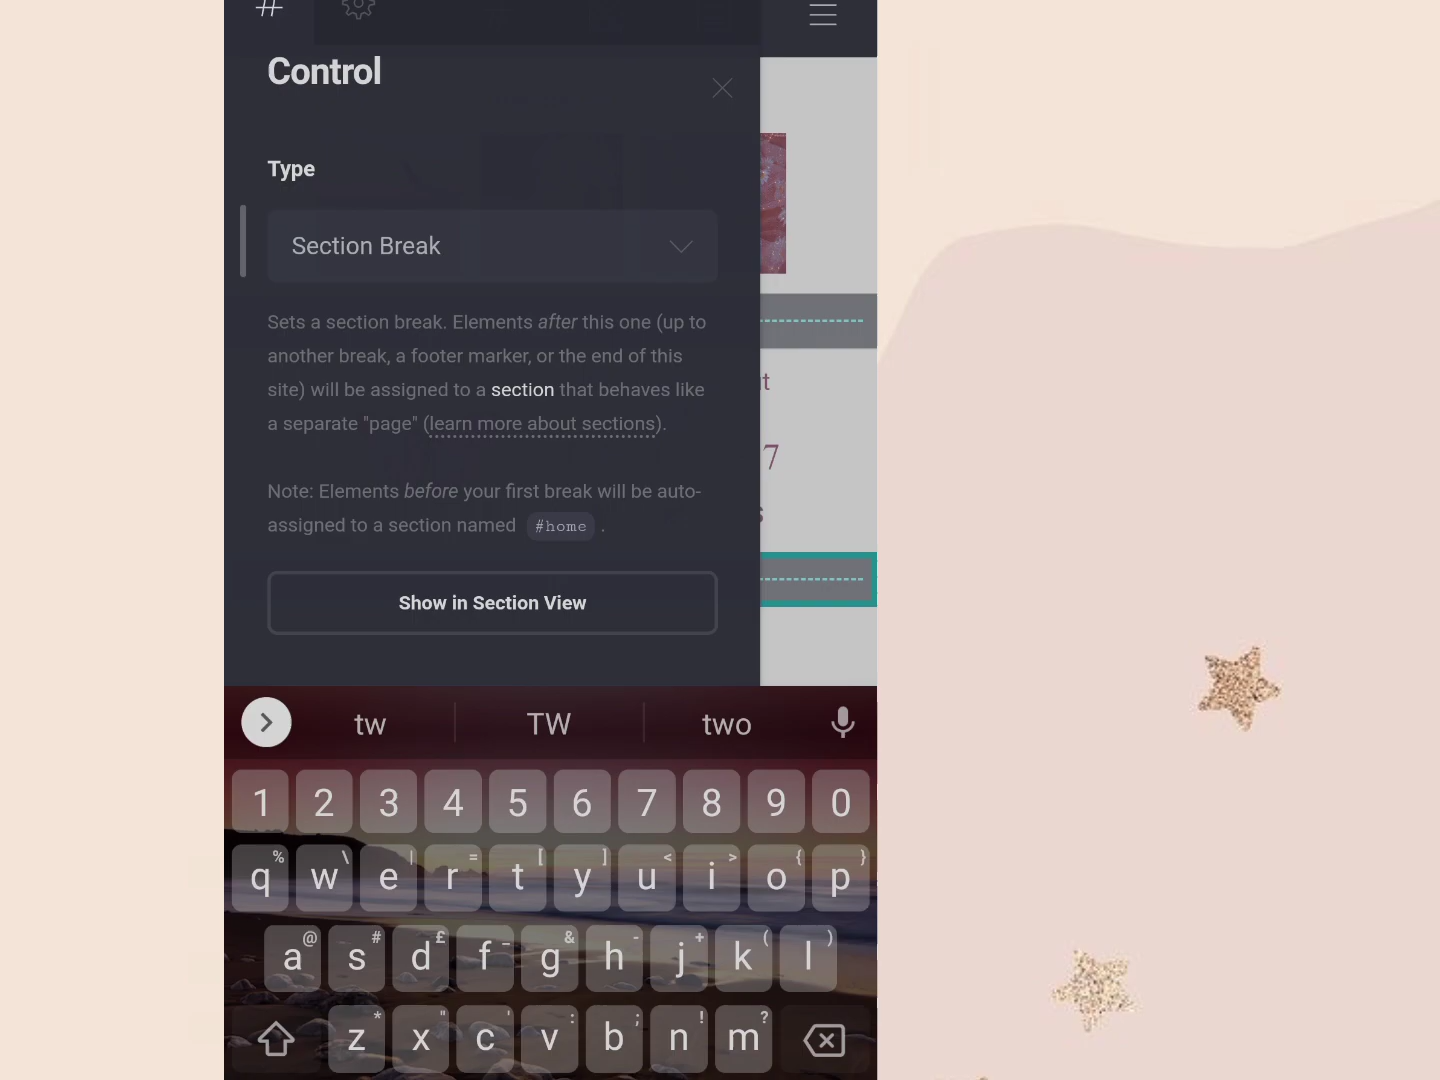 #
Control
Type
Section Break
Sets a section break. Elements after this one (up to
another break, a footer marker, or the end of this
site) will be assigned to a section that behaves like
a separate "page" (learn more about sections).
Note: Elements before your first break will be auto-
assigned to a section named #home .
Show in Section View
t
7
s
tw TW two
1 2 3 4 5 6 7 8 9 0
% \ | = [ ] < > { }
q w e r t y u i o p
@ # £ _ & - + ( )
a s d f g h j k l
* " ' : ; ! ?
z x c v b n m